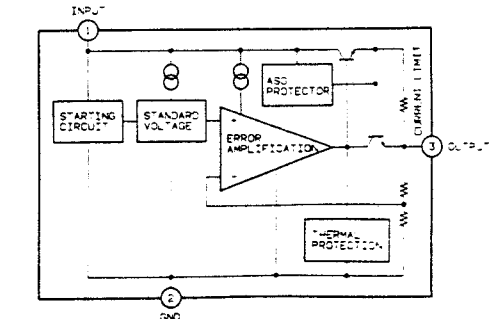 INPUT
1
ASO
PROTECTOR
CURRENT LIMIT
STARTING
CIRCUIT
STANDARD
VOLTAGE
+
ERROR
AMPLIFICATION
-
3
OUTPUT
THERMAL
PROTECTION
2
GND